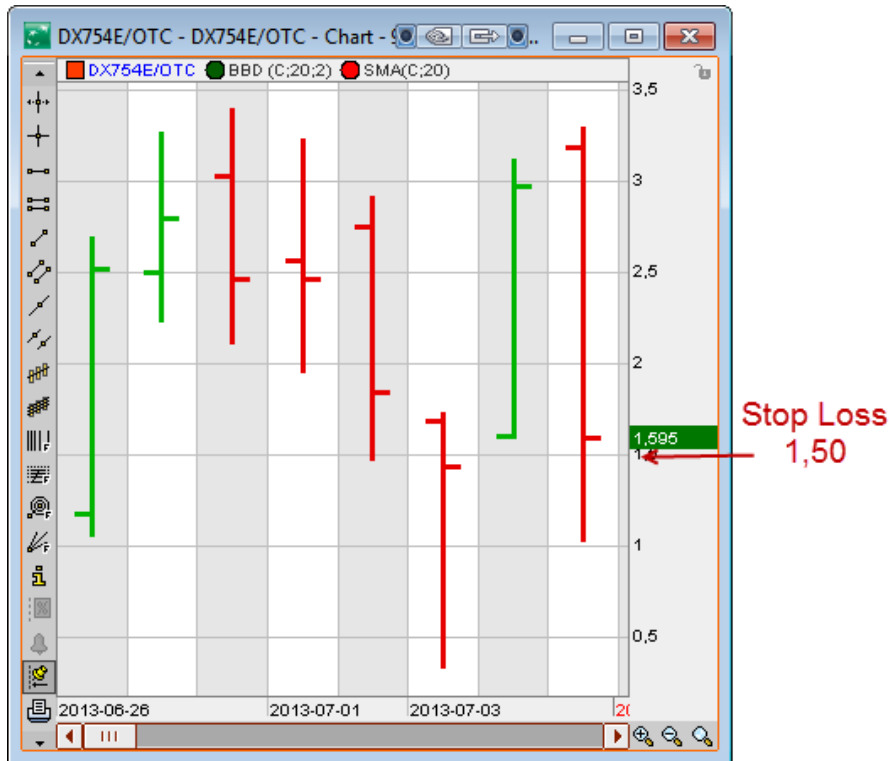 DX754E/OTC - DX754E/OTC - Chart -
DX754E/OTC BBD (C;20;2) SMA(C;20)
3,5
3
2,5
2
1,595
Stop Loss
1,50
1
0,5
2013-06-26 2013-07-01 2013-07-03